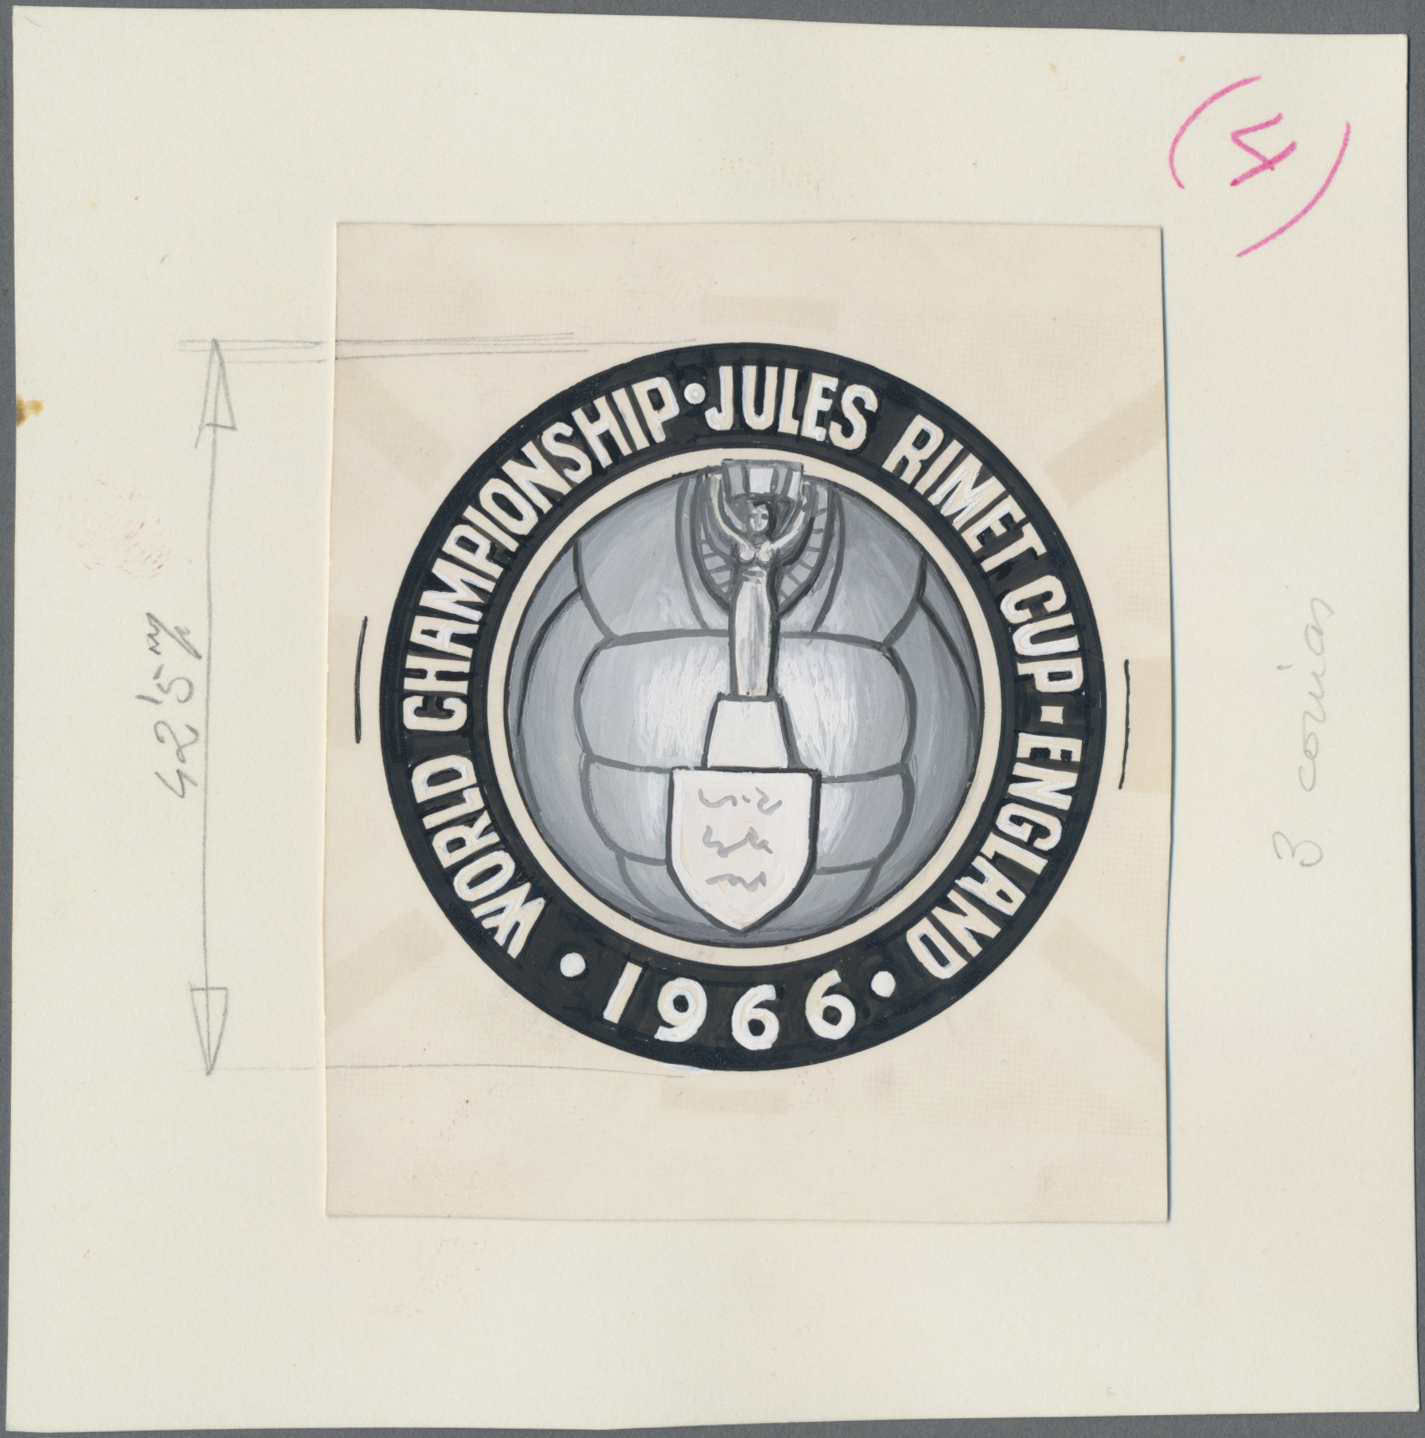 (4)
WORLD CHAMPIONSHIP · JULES RIMET CUP · ENGLAND
· 1966 ·
3 copias